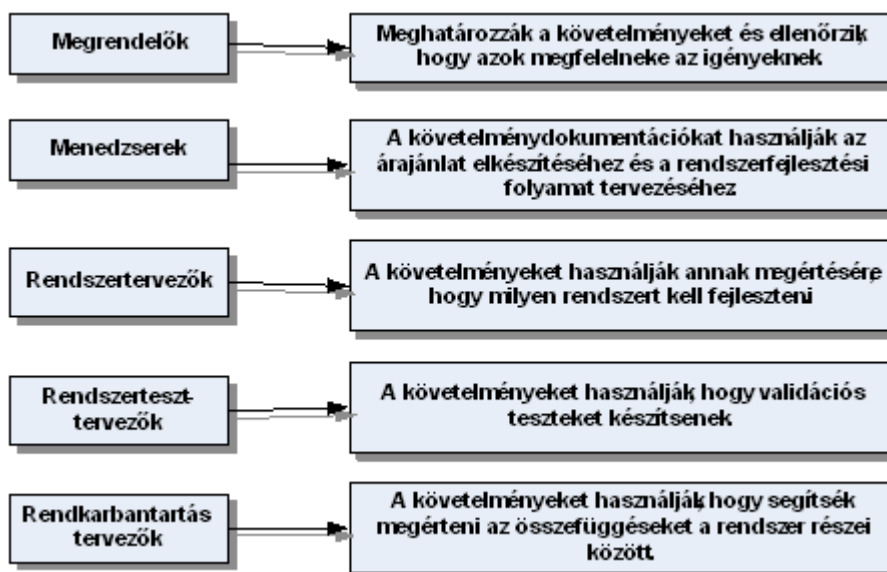 Megrendelők
Meghatározzák a követelményeket és ellenőrzik,
hogy azok megfelelneke az igényeknek
Menedzserek
A követelménydokumentációkat használják az
árajánlat elkészítéséhez és a rendszerfejlesztési
folyamat tervezéséhez
Rendszertervezők
A követelményeket használják annak megértésére,
hogy milyen rendszert kell fejleszteni
Rendszerteszt-
tervezők
A követelményeket használják, hogy validációs
teszteket készítsenek.
Rendkarbantartás
tervezők
A követelményeket használják, hogy segítsék
megérteni az összefüggéseket a rendszer részei
között.